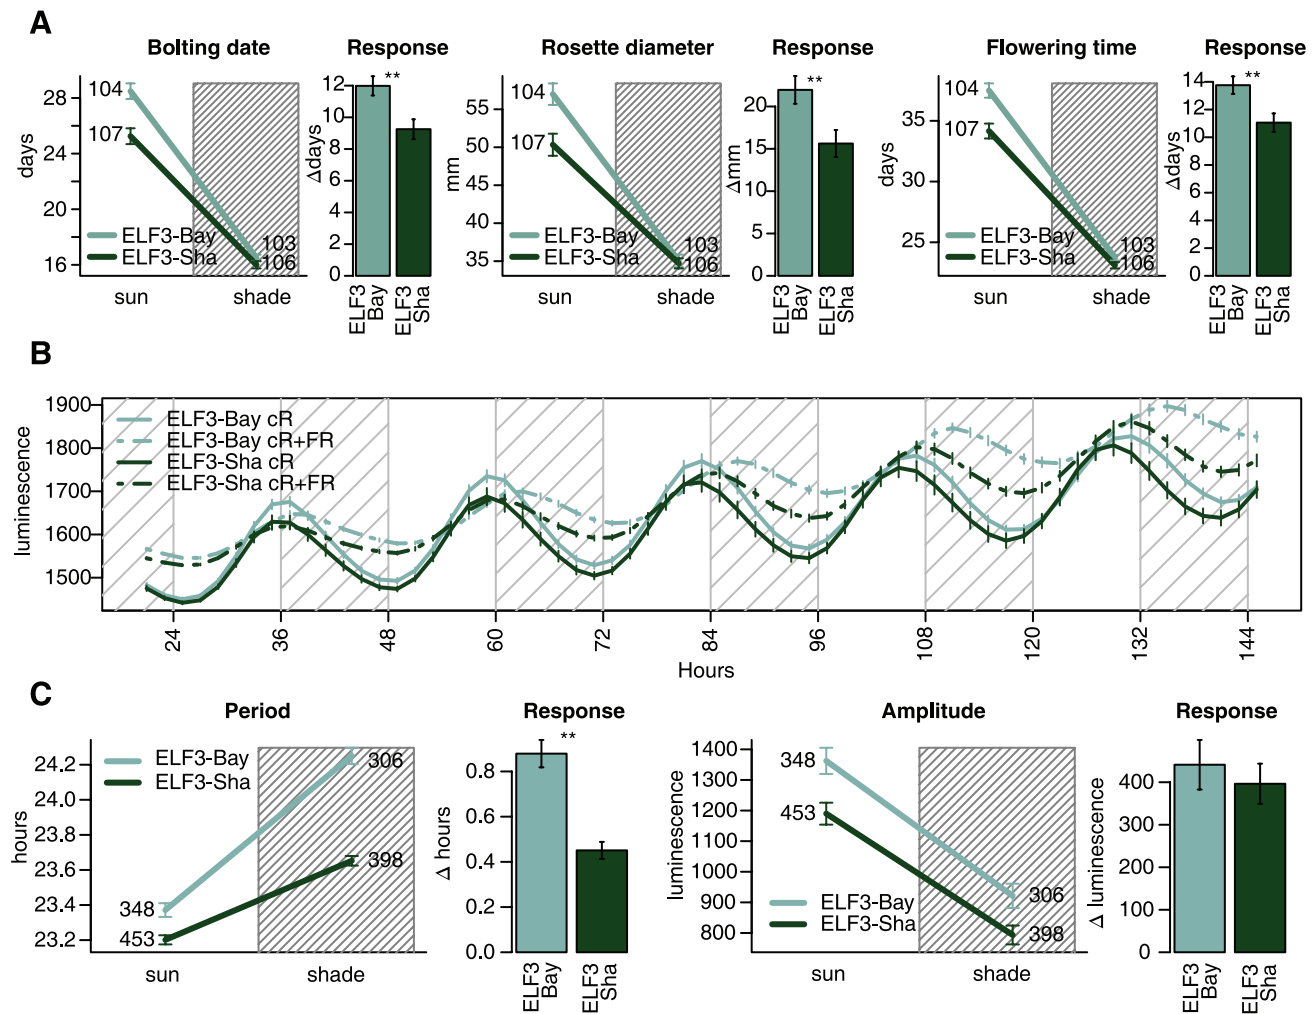 A
Bolting date
Response
Rosette diameter
Response
Flowering time
Response
days
28
24
20
16
104
107
103
106
ELF3-Bay
ELF3-Sha
sun
shade
Δdays
12
10
8
6
4
2
0
**
ELF3
Bay
ELF3
Sha
mm
55
50
45
40
35
104
107
103
106
ELF3-Bay
ELF3-Sha
sun
shade
Δmm
20
15
10
5
0
**
ELF3
Bay
ELF3
Sha
days
35
30
25
104
107
103
106
ELF3-Bay
ELF3-Sha
sun
shade
Δdays
14
12
10
8
6
4
2
0
**
ELF3
Bay
ELF3
Sha
B
luminescence
1900
1800
1700
1600
1500
ELF3-Bay cR
ELF3-Bay cR+FR
ELF3-Sha cR
ELF3-Sha cR+FR
24
36
48
60
72
84
96
108
120
132
144
Hours
C
Period
Response
Amplitude
Response
hours
24.2
24.0
23.8
23.6
23.4
23.2
ELF3-Bay
ELF3-Sha
348
453
306
398
sun
shade
Δ hours
0.8
0.6
0.4
0.2
0.0
**
ELF3
Bay
ELF3
Sha
luminescence
1400
1300
1200
1100
1000
900
800
348
453
306
398
ELF3-Bay
ELF3-Sha
sun
shade
Δ luminescence
400
300
200
100
0
ELF3
Bay
ELF3
Sha